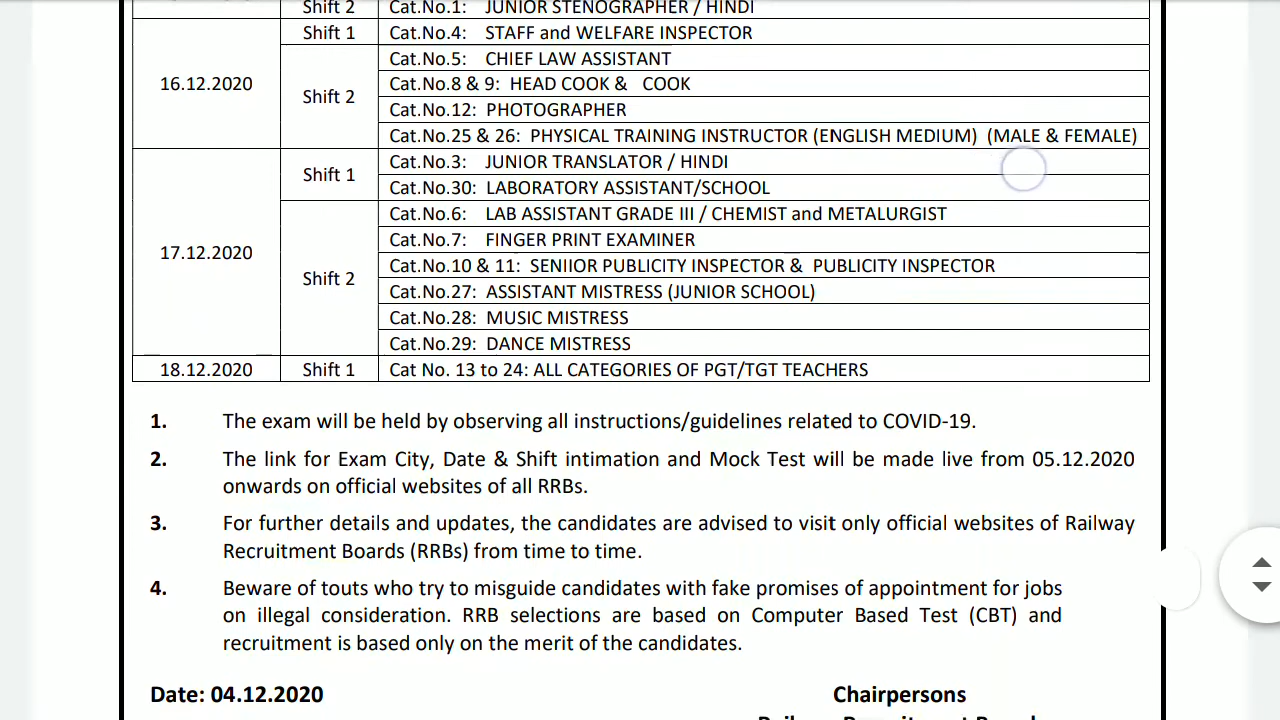 Shift 2 Cat.No.1: JUNIOR STENOGRAPHER / HINDI
16.12.2020 Shift 1 Cat.No.4: STAFF and WELFARE INSPECTOR
Shift 2 Cat.No.5: CHIEF LAW ASSISTANT
Cat.No.8 & 9: HEAD COOK & COOK
Cat.No.12: PHOTOGRAPHER
Cat.No.25 & 26: PHYSICAL TRAINING INSTRUCTOR (ENGLISH MEDIUM) (MALE & FEMALE)
17.12.2020 Shift 1 Cat.No.3: JUNIOR TRANSLATOR / HINDI
Cat.No.30: LABORATORY ASSISTANT/SCHOOL
Shift 2 Cat.No.6: LAB ASSISTANT GRADE III / CHEMIST and METALURGIST
Cat.No.7: FINGER PRINT EXAMINER
Cat.No.10 & 11: SENIIOR PUBLICITY INSPECTOR & PUBLICITY INSPECTOR
Cat.No.27: ASSISTANT MISTRESS (JUNIOR SCHOOL)
Cat.No.28: MUSIC MISTRESS
Cat.No.29: DANCE MISTRESS
18.12.2020 Shift 1 Cat No. 13 to 24: ALL CATEGORIES OF PGT/TGT TEACHERS
1. The exam will be held by observing all instructions/guidelines related to COVID-19.
2. The link for Exam City, Date & Shift intimation and Mock Test will be made live from 05.12.2020
onwards on official websites of all RRBs.
3. For further details and updates, the candidates are advised to visit only official websites of Railway
Recruitment Boards (RRBs) from time to time.
4. Beware of touts who try to misguide candidates with fake promises of appointment for jobs
on illegal consideration. RRB selections are based on Computer Based Test (CBT) and
recruitment is based only on the merit of the candidates.
Date: 04.12.2020 Chairpersons